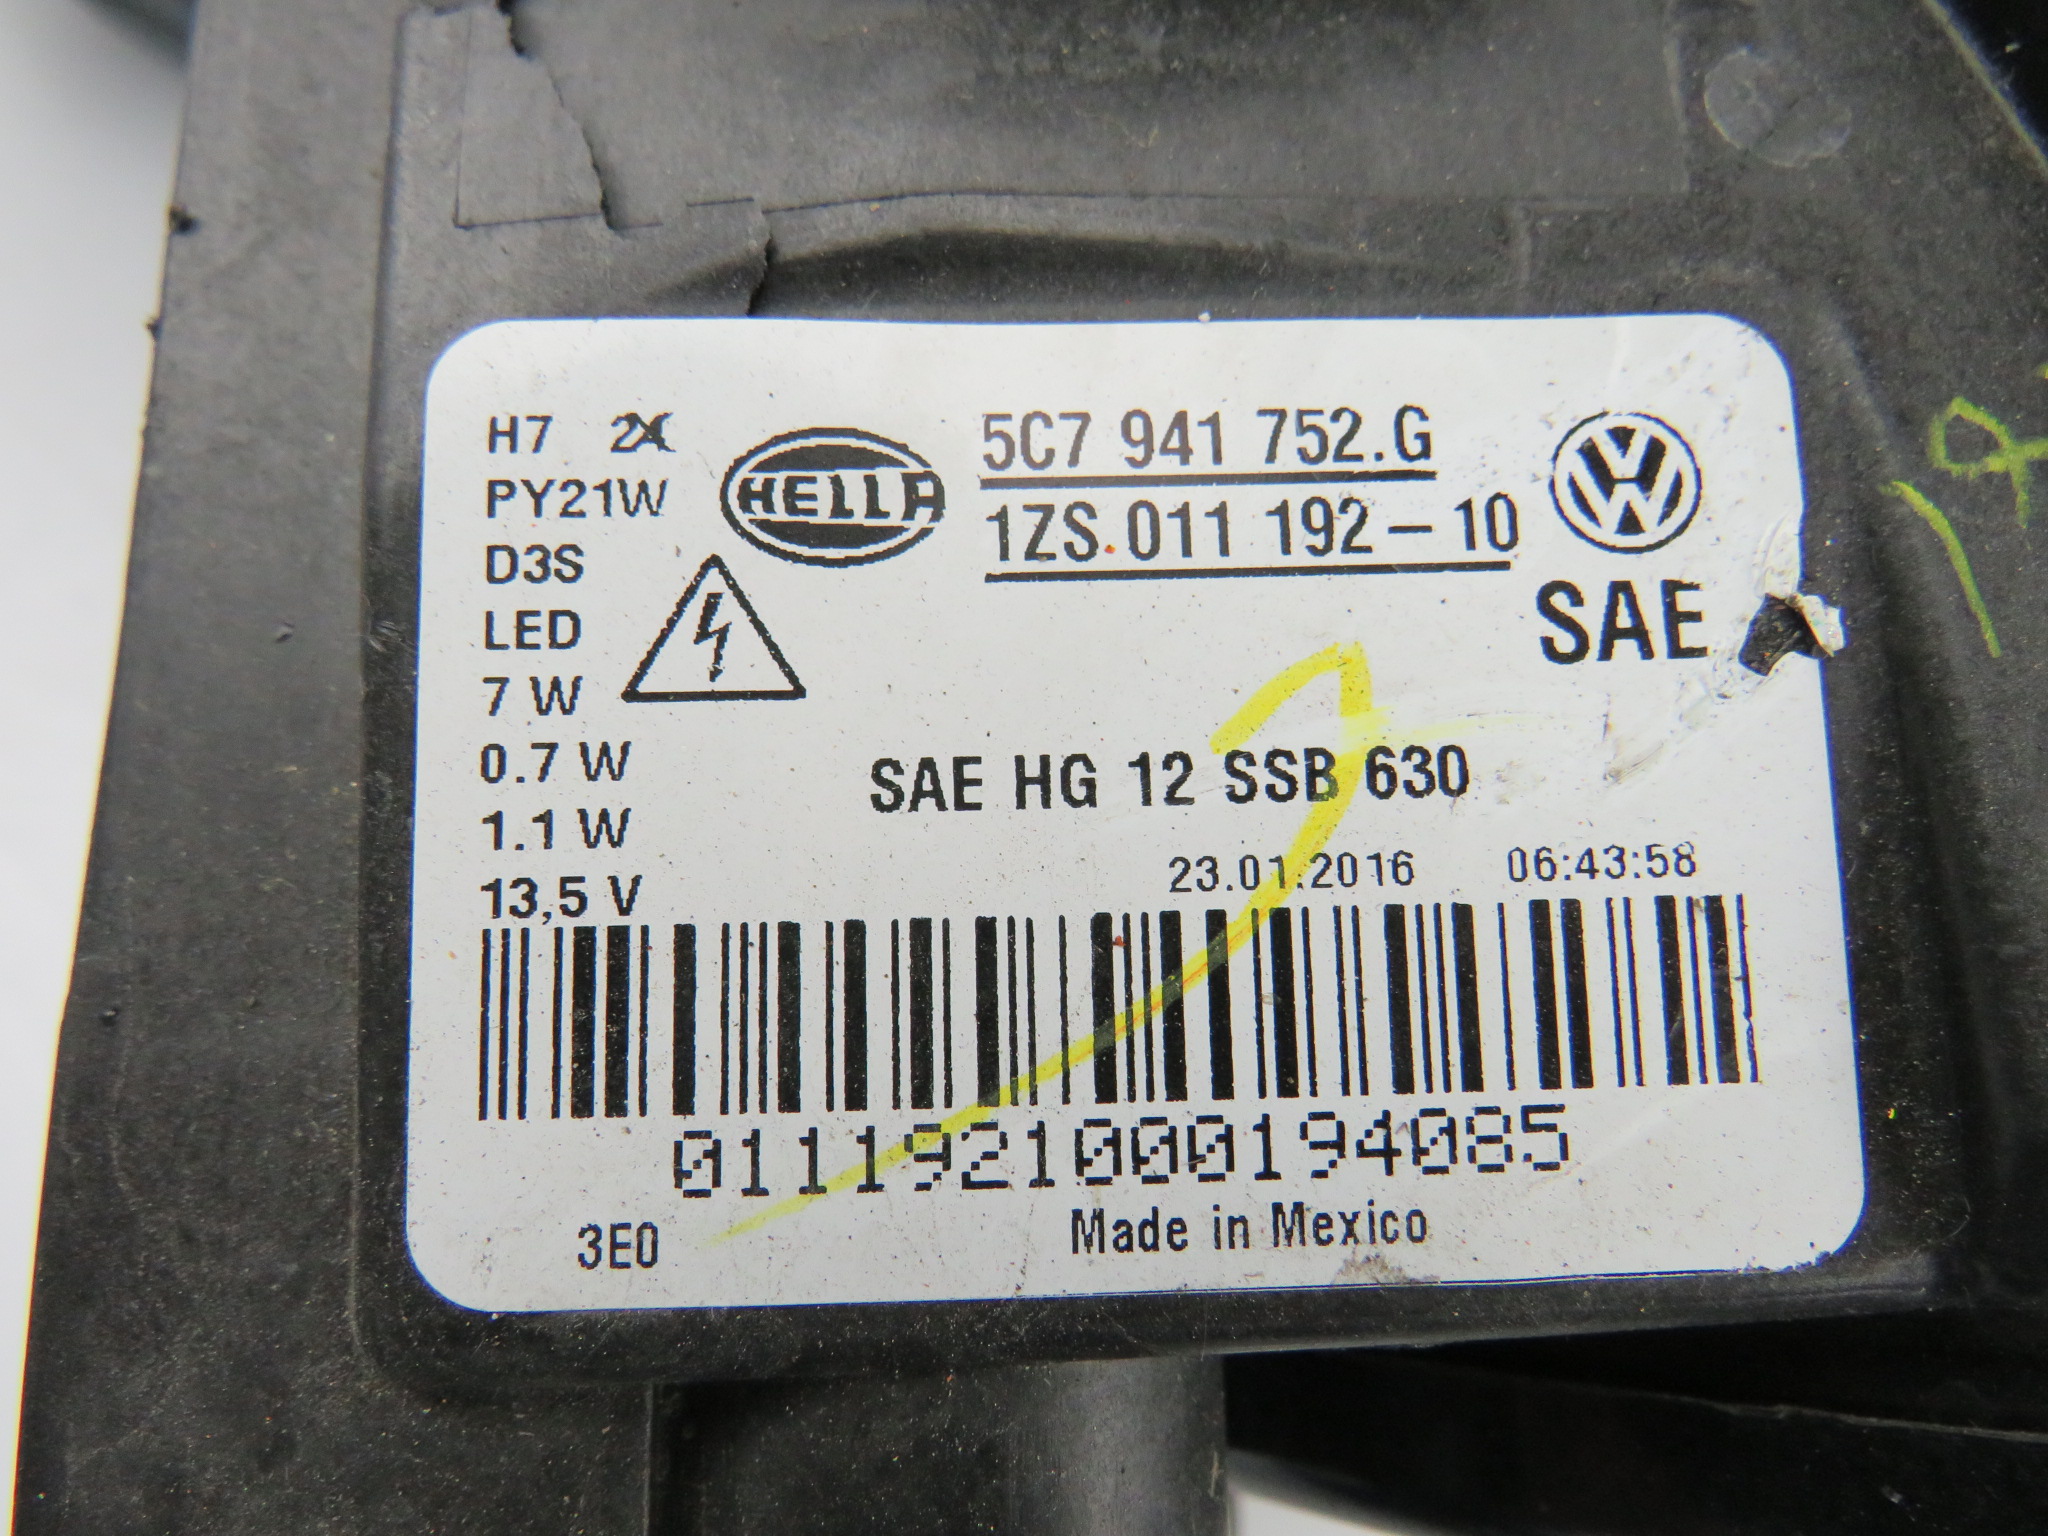 H7 2X
PY21W
D3S
LED
7 W
0.7 W
1.1 W
13,5 V
HELLA
5C7 941 752.G
1ZS.011 192-10
SAE
SAE HG 12 SSB 630
23.01.2016 06:43:58
0111921000194085
3E0
Made in Mexico